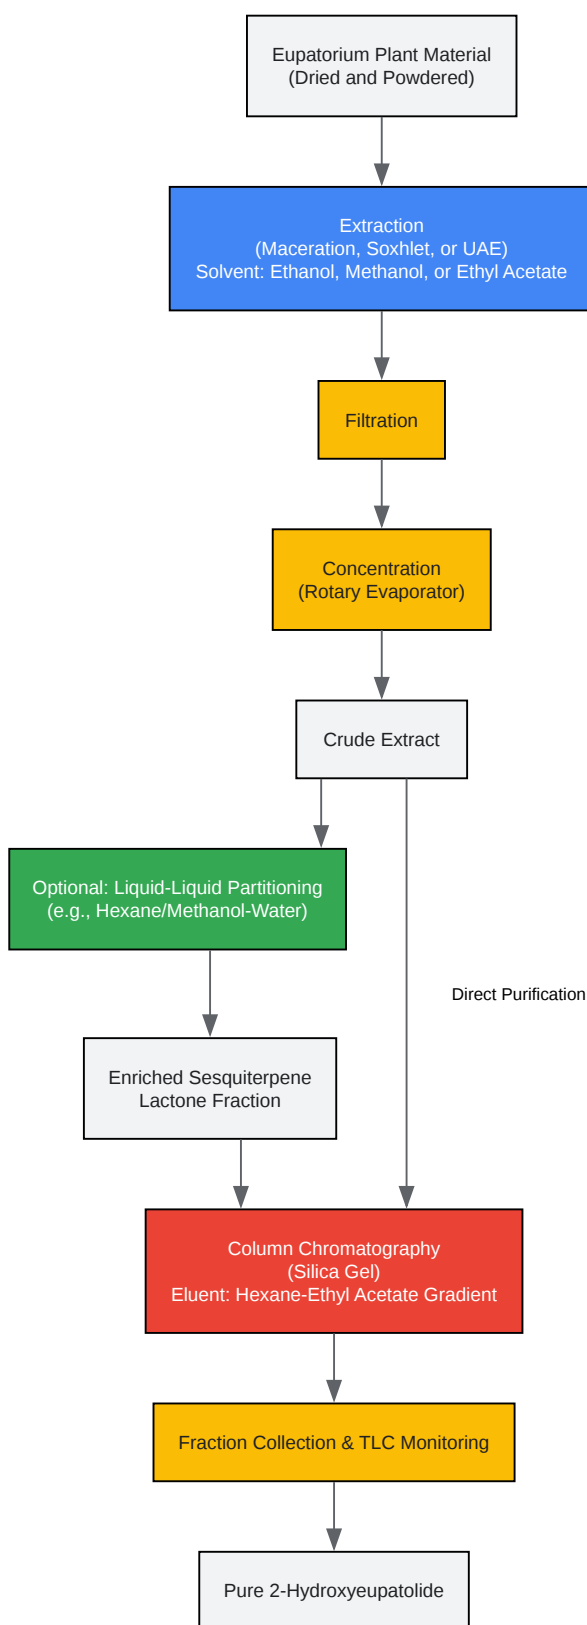 Eupatorium Plant Material
(Dried and Powdered)
Extraction
(Maceration, Soxhlet, or UAE)
Solvent: Ethanol, Methanol, or Ethyl Acetate
Filtration
Concentration
(Rotary Evaporator)
Crude Extract
Optional: Liquid-Liquid Partitioning
(e.g., Hexane/Methanol-Water)
Direct Purification
Enriched Sesquiterpene
Lactone Fraction
Column Chromatography
(Silica Gel)
Eluent: Hexane-Ethyl Acetate Gradient
Fraction Collection & TLC Monitoring
Pure 2-Hydroxyeupatolide